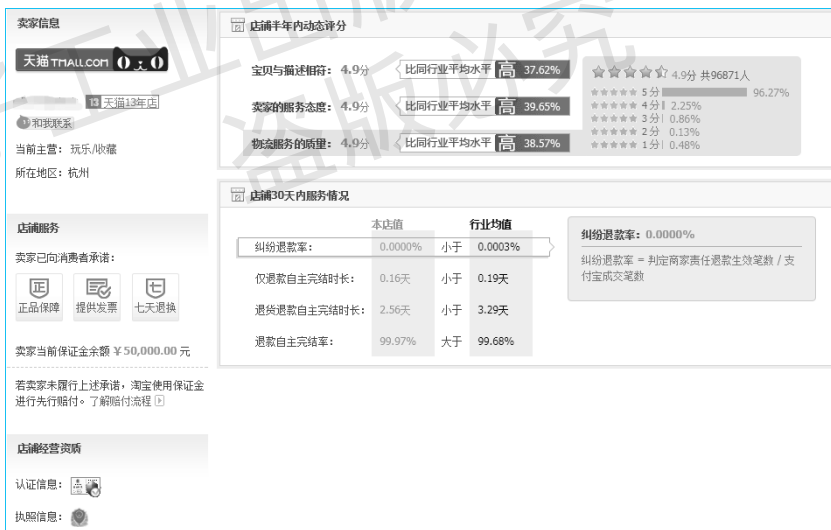 卖家信息
天猫 TMALL.COM
13 天猫13年店
和我联系
当前主营： 玩乐/收藏
所在地区：杭州
店铺服务
卖家已向消费者承诺：
正 正品保障 提供发票 七 七天退换
卖家当前保证金余额 ￥50,000.00 元
若卖家未履行上述承诺，淘宝使用保证金
进行先行赔付。了解赔付流程
店铺经营资质
认证信息：
执照信息：
店铺半年内动态评分
宝贝与描述相符： 4.9分 比同行业平均水平 高 37.62%
卖家的服务态度： 4.9分 比同行业平均水平 高 39.65%
物流服务的质量： 4.9分 比同行业平均水平 高 38.57%
4.9分 共96871人
5分 96.27%
4分 2.25%
3分 0.86%
2分 0.13%
1分 0.48%
店铺30天内服务情况
本店值 行业均值
纠纷退款率： 0.0000% 小于 0.0003%
仅退款自主完结时长： 0.16天 小于 0.19天
退货退款自主完结时长： 2.56天 小于 3.29天
退款自主完结率： 99.97% 大于 99.68%
纠纷退款率：0.0000%
纠纷退款率 = 判定商家责任退款生效笔数 / 支
付宝成交笔数
工业出版
盗版必究